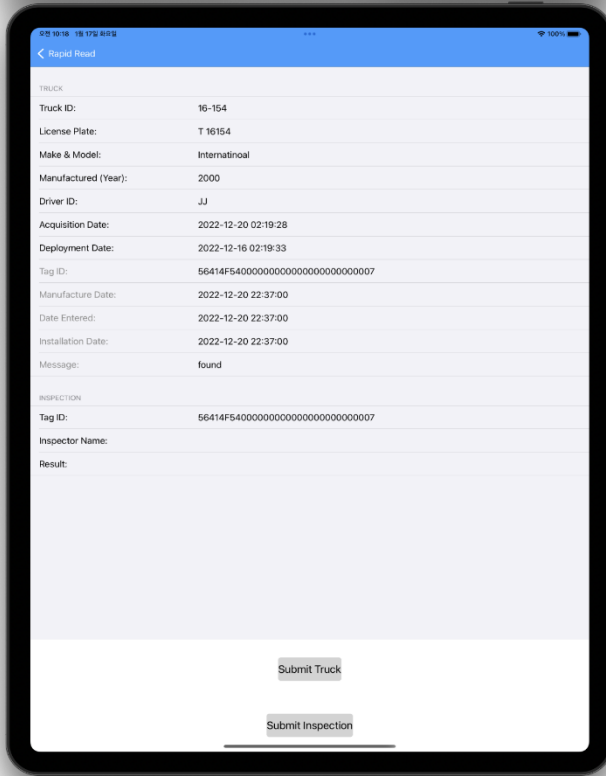 오전 10:18 1월 17일 화요일 100%
Rapid Read
TRUCK
Truck ID: 16-154
License Plate: T 16154
Make & Model: Internatinoal
Manufactured (Year): 2000
Driver ID: JJ
Acquisition Date: 2022-12-20 02:19:28
Deployment Date: 2022-12-16 02:19:33
Tag ID: 56414F540000000000000000000007
Manufacture Date: 2022-12-20 22:37:00
Date Entered: 2022-12-20 22:37:00
Installation Date: 2022-12-20 22:37:00
Message: found
INSPECTION
Tag ID: 56414F540000000000000000000007
Inspector Name:
Result:
Submit Truck
Submit Inspection